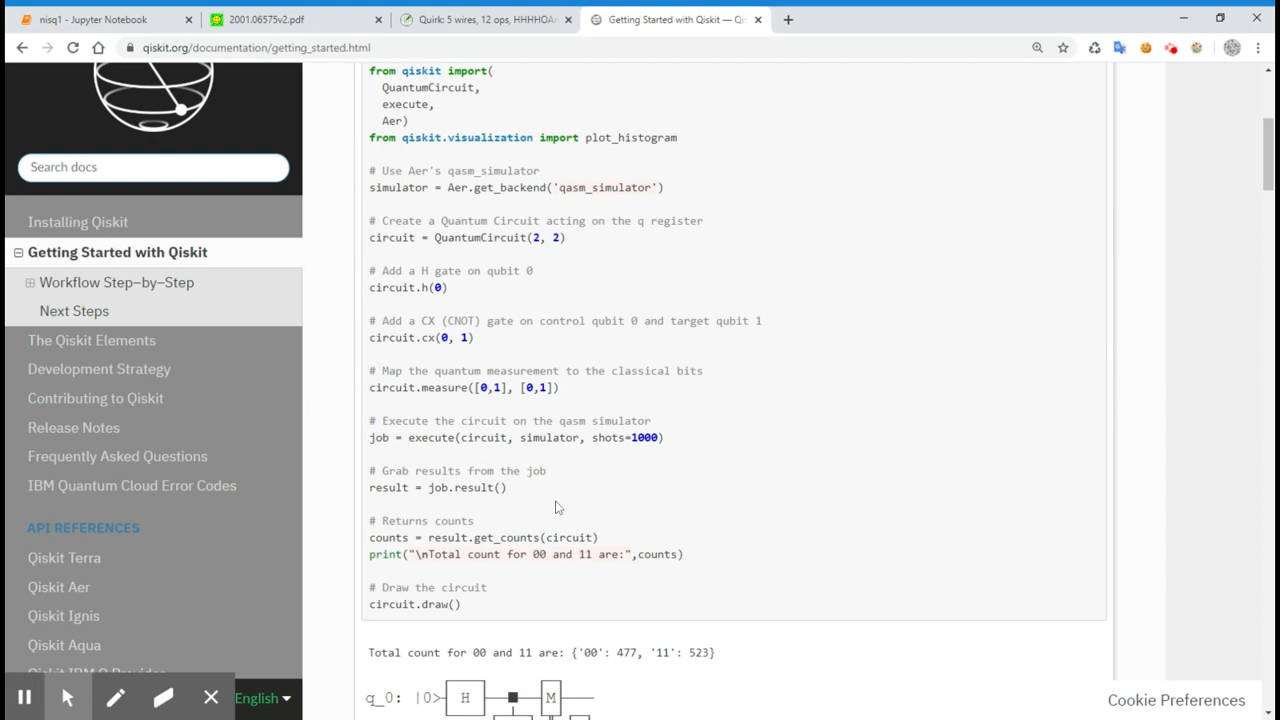 nisq1 - Jupyter Notebook
2001.06575v2.pdf
Quirk: 5 wires, 12 ops, HHHHOA
Getting Started with Qiskit — Qi
qiskit.org/documentation/getting_started.html
Search docs
Installing Qiskit
Getting Started with Qiskit
Workflow Step–by–Step
Next Steps
The Qiskit Elements
Development Strategy
Contributing to Qiskit
Release Notes
Frequently Asked Questions
IBM Quantum Cloud Error Codes
API REFERENCES
Qiskit Terra
Qiskit Aer
Qiskit Ignis
Qiskit Aqua
English
from qiskit import(
QuantumCircuit,
execute,
Aer)
from qiskit.visualization import plot_histogram
# Use Aer's qasm_simulator
simulator = Aer.get_backend('qasm_simulator')
# Create a Quantum Circuit acting on the q register
circuit = QuantumCircuit(2, 2)
# Add a H gate on qubit 0
circuit.h(0)
# Add a CX (CNOT) gate on control qubit 0 and target qubit 1
circuit.cx(0, 1)
# Map the quantum measurement to the classical bits
circuit.measure([0,1], [0,1])
# Execute the circuit on the qasm simulator
job = execute(circuit, simulator, shots=1000)
# Grab results from the job
result = job.result()
# Returns counts
counts = result.get_counts(circuit)
print("\nTotal count for 00 and 11 are:",counts)
# Draw the circuit
circuit.draw()
Total count for 00 and 11 are: {'00': 477, '11': 523}
q_0: |0> H M
Cookie Preferences